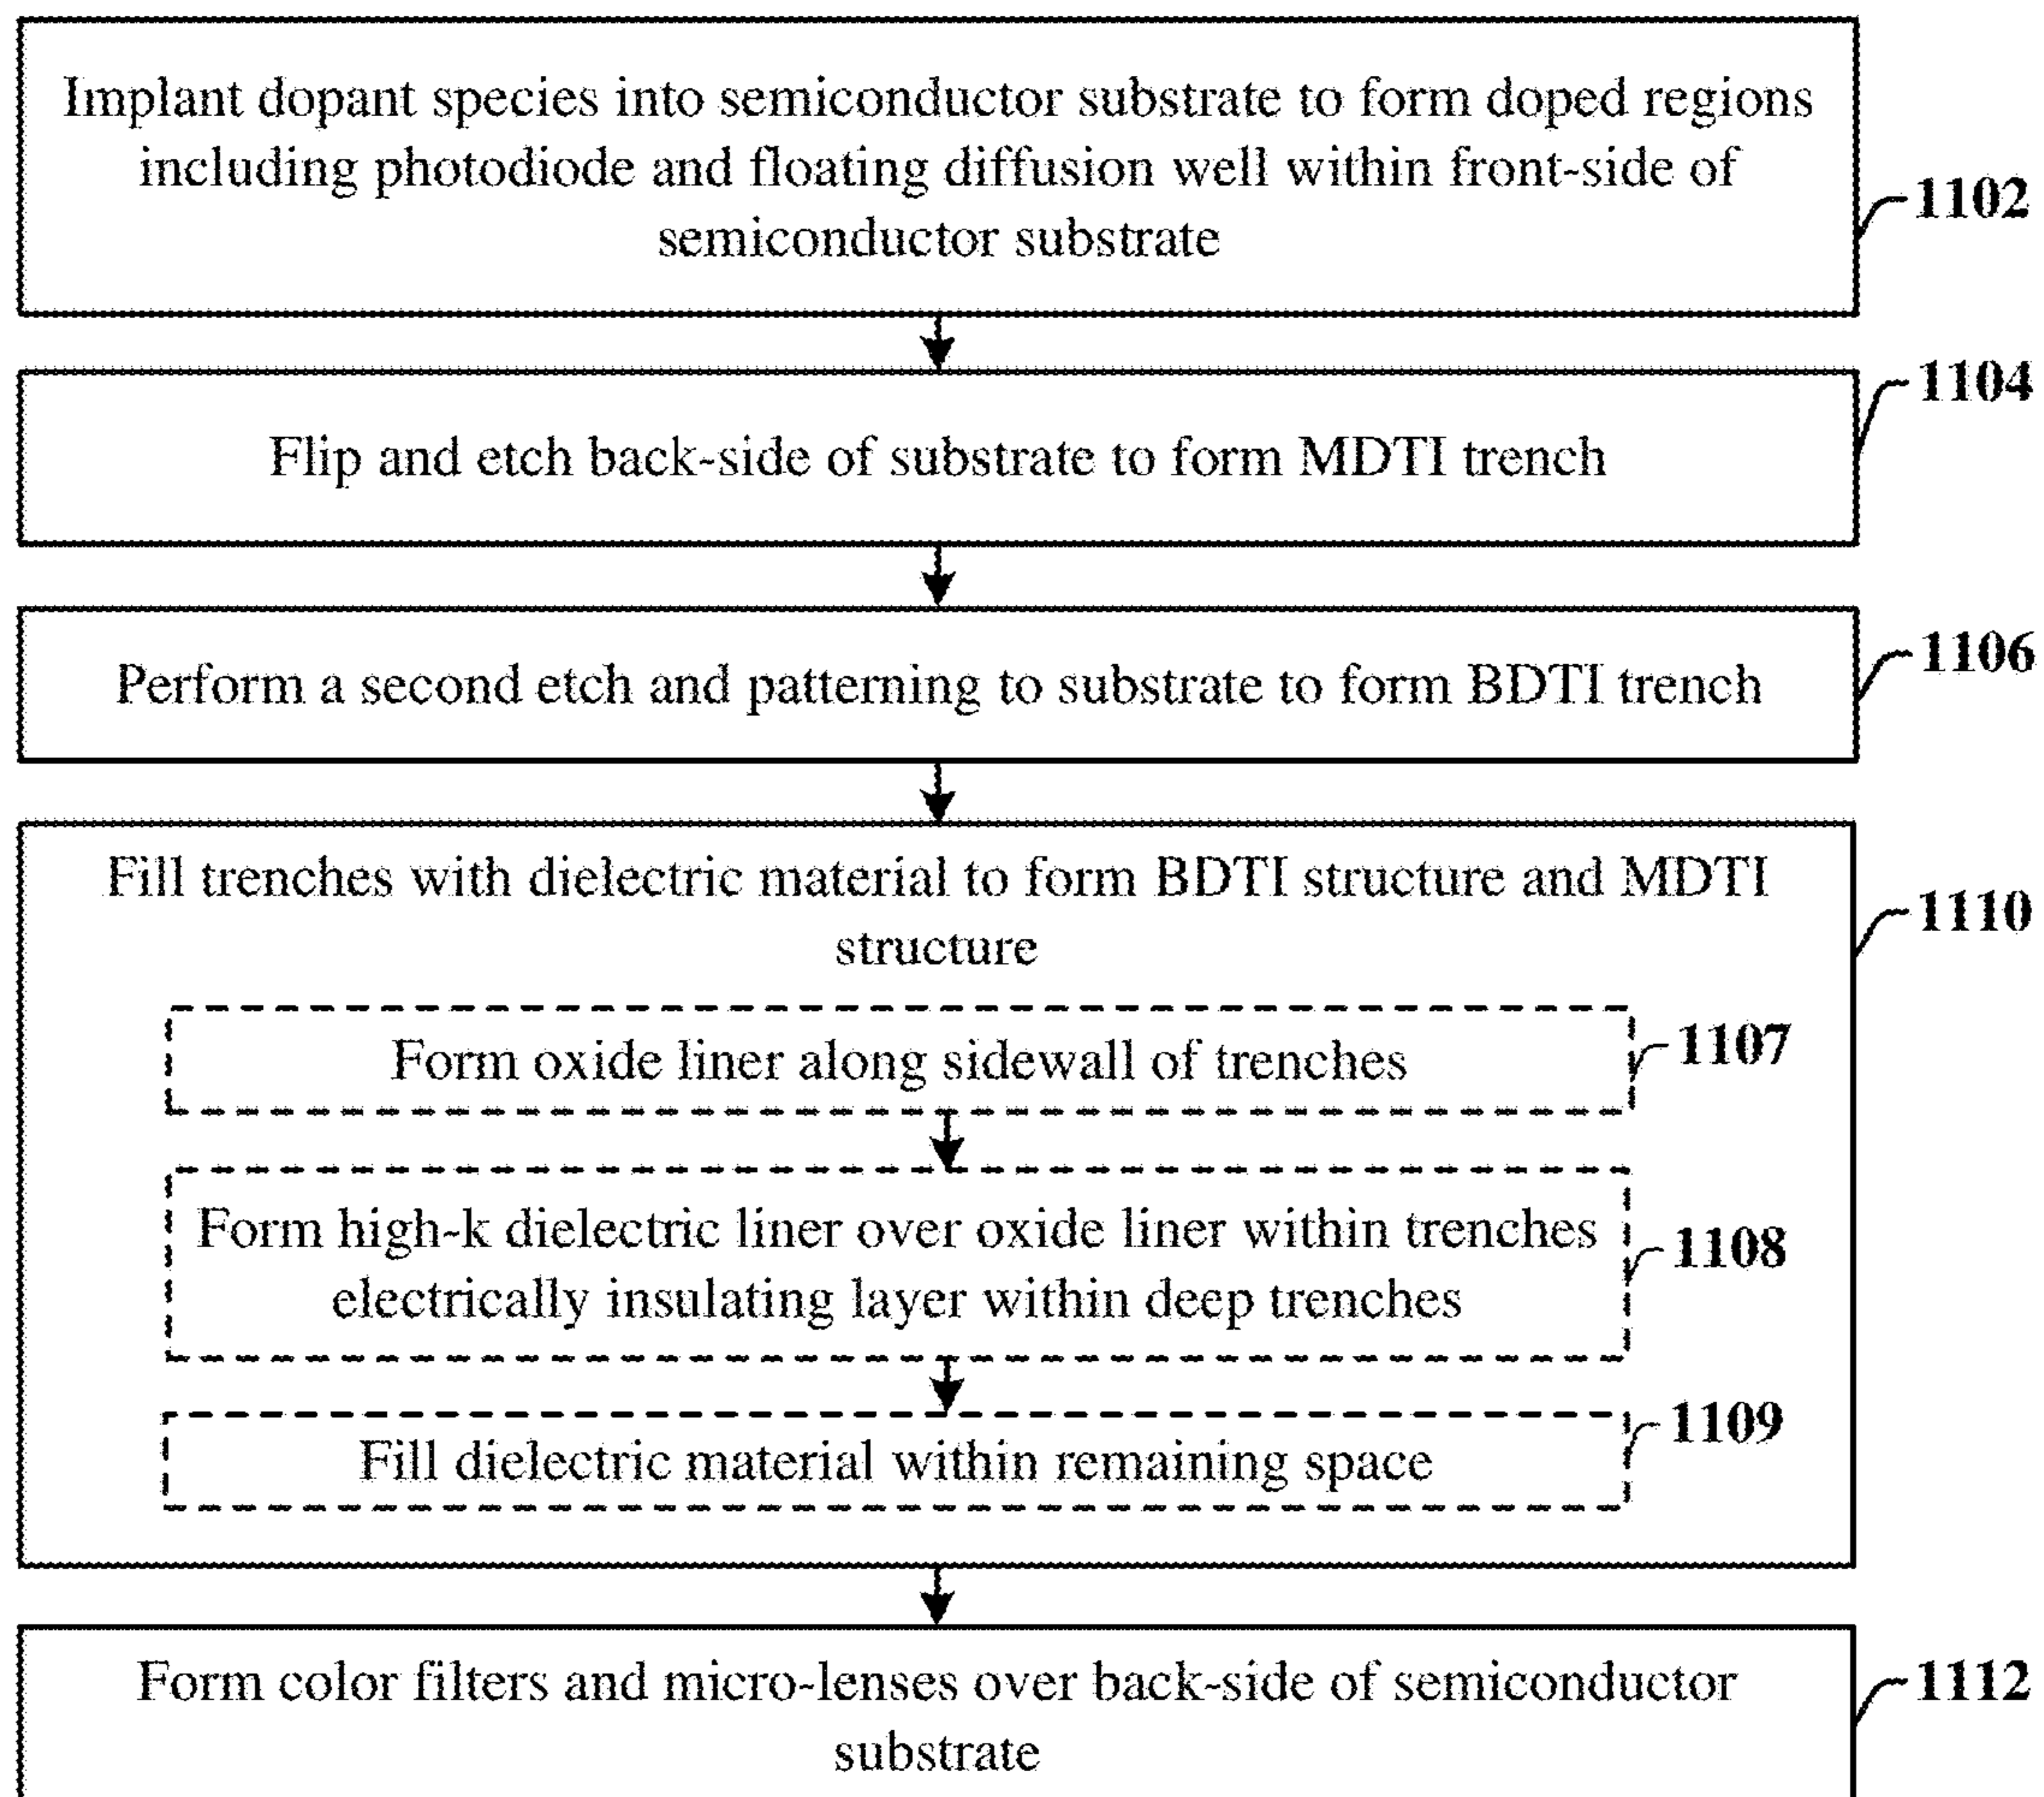 Implant dopant species into semiconductor substrate to form doped regions
including photodiode and floating diffusion well within front-side of
semiconductor substrate
1102
1104
Flip and etch back-side of substrate to form MDTI trench
1106
Perform a second etch and patterning to substrate to form BDTI trench
Fill trenches with dielectric material to form BDTI structure and MDTI
structure
1110
Form oxide liner along sidewall of trenches
1107
Form high-k dielectric liner over oxide liner within trenches
electrically insulating layer within deep trenches
1108
Fill dielectric material within remaining space
1109
Form color filters and micro-lenses over back-side of semiconductor
substrate
1112